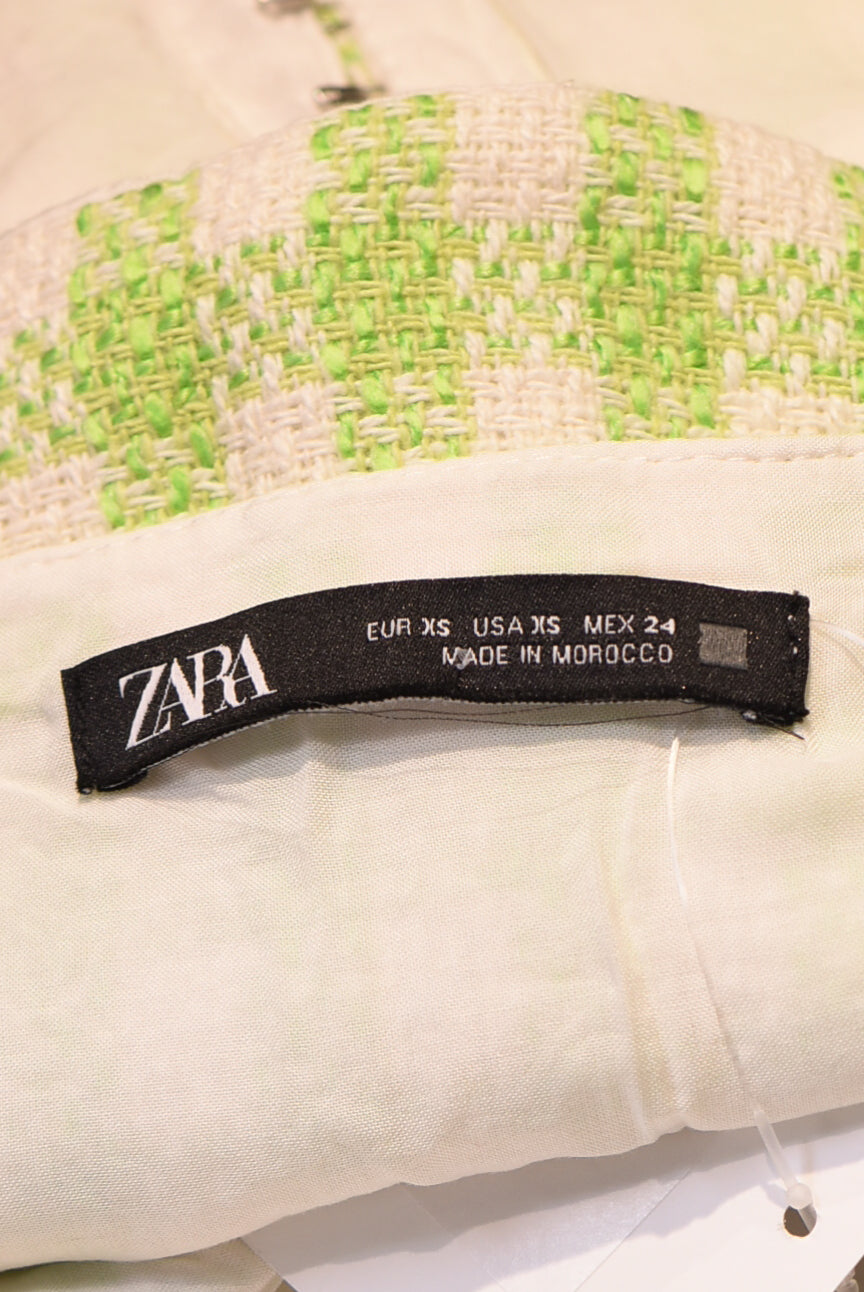 ZARA
EUR XS USA XS MEX 24
MADE IN MOROCCO